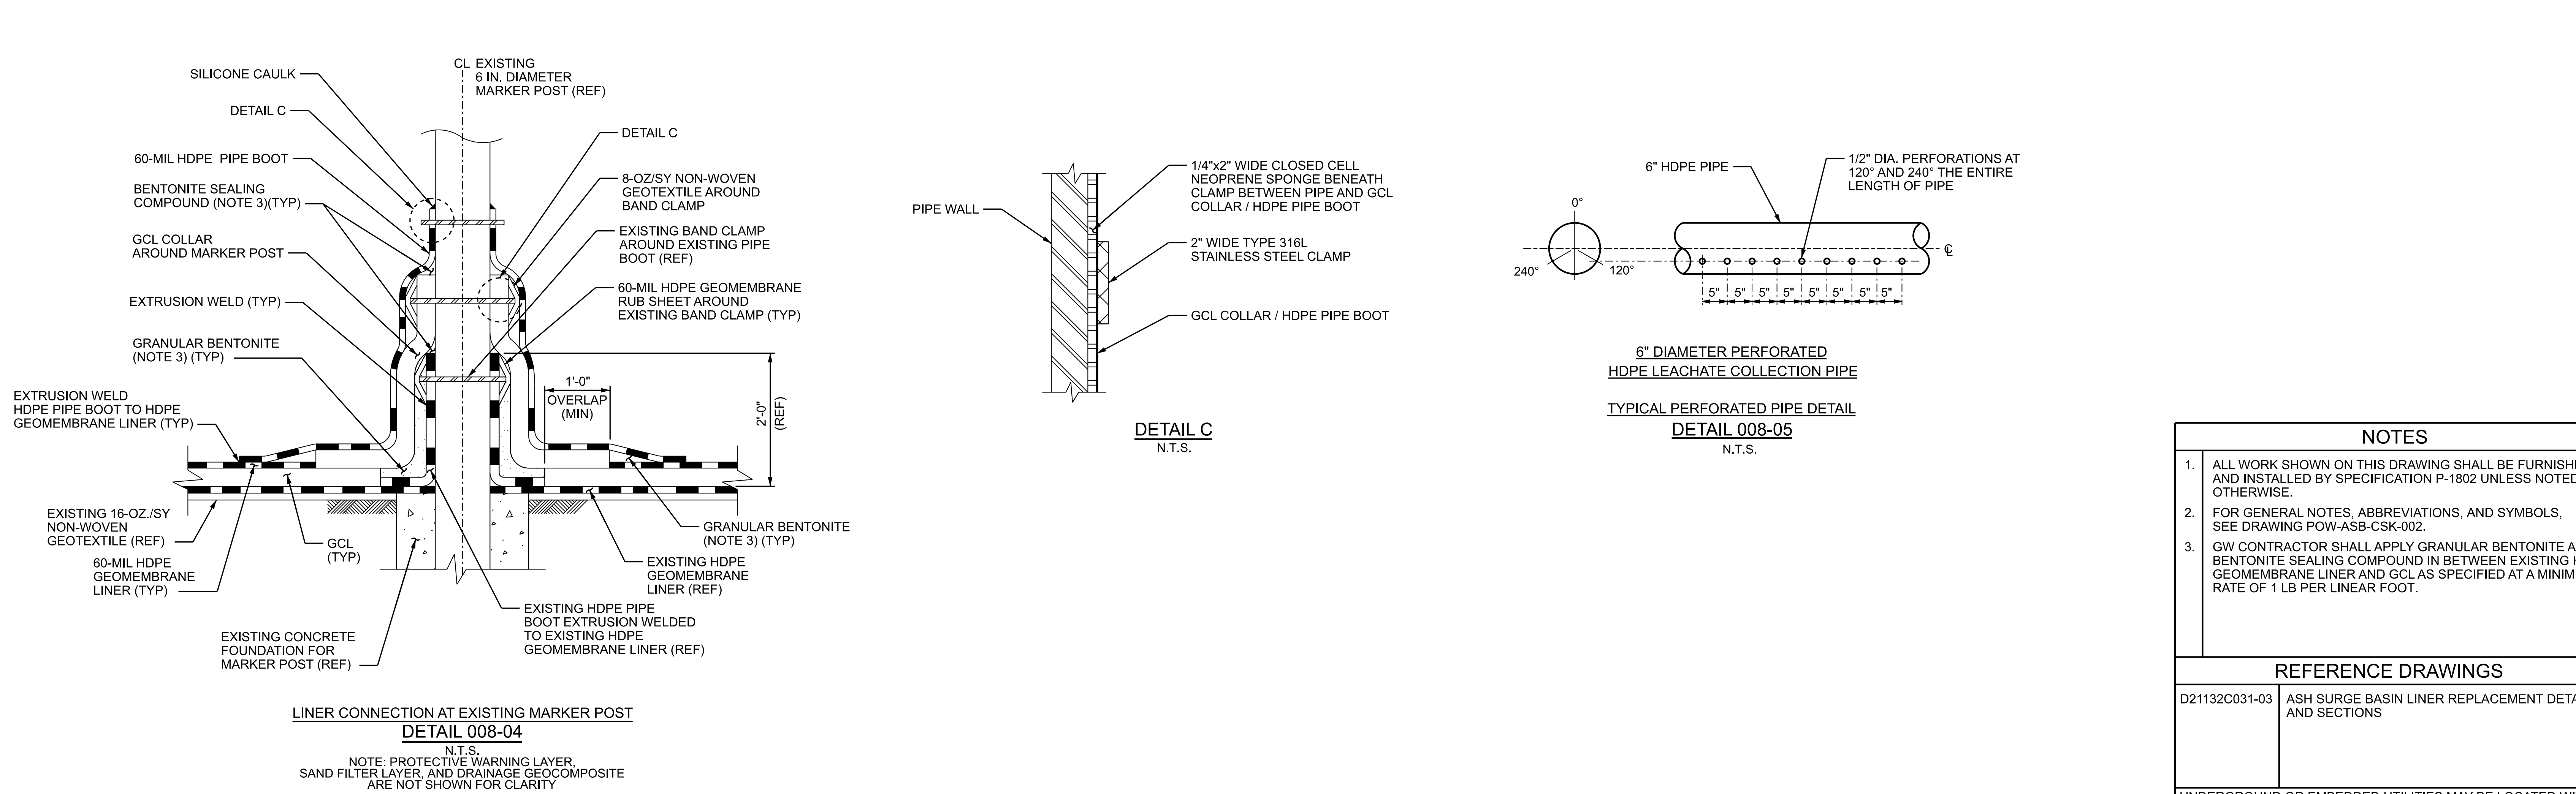 SILICONE CAULK
DETAIL C
60-MIL HDPE PIPE BOOT
BENTONITE SEALING
COMPOUND (NOTE 3)(TYP)
GCL COLLAR
AROUND MARKER POST
EXTRUSION WELD (TYP)
GRANULAR BENTONITE
(NOTE 3) (TYP)
EXTRUSION WELD
HDPE PIPE BOOT TO HDPE
GEOMEMBRANE LINER (TYP)
EXISTING 16-OZ./SY
NON-WOVEN
GEOTEXTILE (REF)
60-MIL HDPE
GEOMEMBRANE
LINER (TYP)
GCL
(TYP)
EXISTING CONCRETE
FOUNDATION FOR
MARKER POST (REF)
CL EXISTING
6 IN. DIAMETER
MARKER POST (REF)
DETAIL C
8-OZ/SY NON-WOVEN
GEOTEXTILE AROUND
BAND CLAMP
EXISTING BAND CLAMP
AROUND EXISTING PIPE
BOOT (REF)
60-MIL HDPE GEOMEMBRANE
RUB SHEET AROUND
EXISTING BAND CLAMP (TYP)
1'-0"
OVERLAP
(MIN)
2'-0"
(REF)
GRANULAR BENTONITE
(NOTE 3) (TYP)
EXISTING HDPE
GEOMEMBRANE
LINER (REF)
EXISTING HDPE PIPE
BOOT EXTRUSION WELDED
TO EXISTING HDPE
GEOMEMBRANE LINER (REF)
LINER CONNECTION AT EXISTING MARKER POST
DETAIL 008-04
N.T.S.
NOTE: PROTECTIVE WARNING LAYER,
SAND FILTER LAYER, AND DRAINAGE GEOCOMPOSITE
ARE NOT SHOWN FOR CLARITY
PIPE WALL
1/4"x2" WIDE CLOSED CELL
NEOPRENE SPONGE BENEATH
CLAMP BETWEEN PIPE AND GCL
COLLAR / HDPE PIPE BOOT
2" WIDE TYPE 316L
STAINLESS STEEL CLAMP
GCL COLLAR / HDPE PIPE BOOT
DETAIL C
N.T.S.
6" HDPE PIPE
1/2" DIA. PERFORATIONS AT
120° AND 240° THE ENTIRE
LENGTH OF PIPE
0°
240°
120°
℄
5" 5" 5" 5" 5" 5" 5" 5"
6" DIAMETER PERFORATED
HDPE LEACHATE COLLECTION PIPE
TYPICAL PERFORATED PIPE DETAIL
DETAIL 008-05
N.T.S.
NOTES
1. ALL WORK SHOWN ON THIS DRAWING SHALL BE
AND INSTALLED BY SPECIFICATION P-1802 UNLESS NOTED
OTHERWISE.
2. FOR GENERAL NOTES, ABBREVIATIONS, AND SYMBOLS,
SEE DRAWING POW-ASB-CSK-002.
3. GW CONTRACTOR SHALL APPLY GRANULAR BENTONITE
BENTONITE SEALING COMPOUND IN BETWEEN EXISTING
GEOMEMBRANE LINER AND GCL AS SPECIFIED AT A
RATE OF 1 LB PER LINEAR FOOT.
REFERENCE DRAWINGS
D21132C031-03 ASH SURGE BASIN LINER REPLACEMENT
AND SECTIONS